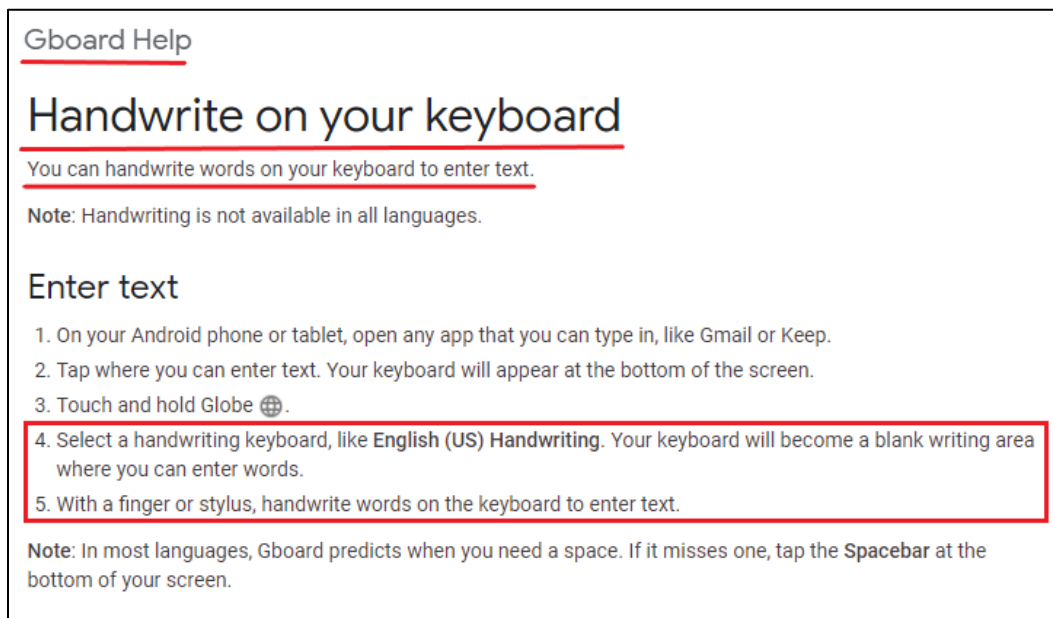 Gboard Help
Handwrite on your keyboard
You can handwrite words on your keyboard to enter text.
Note: Handwriting is not available in all languages.
Enter text
1. On your Android phone or tablet, open any app that you can type in, like Gmail or Keep.
2. Tap where you can enter text. Your keyboard will appear at the bottom of the screen.
3. Touch and hold Globe .
4. Select a handwriting keyboard, like English (US) Handwriting. Your keyboard will become a blank writing area
where you can enter words.
5. With a finger or stylus, handwrite words on the keyboard to enter text.
Note: In most languages, Gboard predicts when you need a space. If it misses one, tap the Spacebar at the
bottom of your screen.